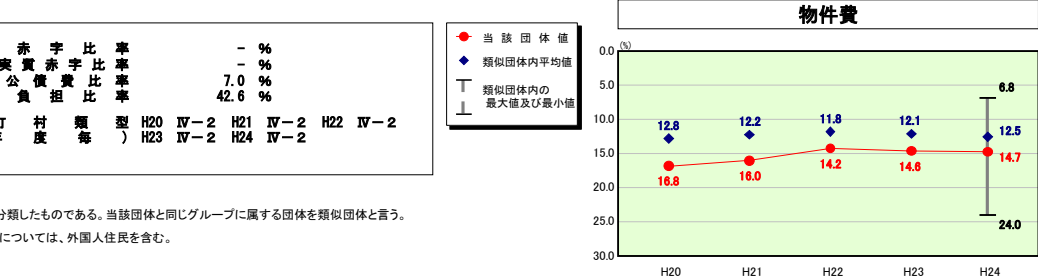 赤字比率 - %
実質赤字比率 - %
公債費比率 7.0 %
負担比率 42.6 %
村類型 H20 Ⅳ-2 H21 Ⅳ-2 H22 Ⅳ-2
度毎) H23 Ⅳ-2 H24 Ⅳ-2
分類したものである。当該団体と同じグループに属する団体を類似団体と言う。
については、外国人住民を含む。
当該団体値
類似団体内平均値
類似団体内の
最大値及び最小値
物件費
(%)
0.0
5.0
10.0
15.0
20.0
25.0
30.0
12.8 12.2 11.8 12.1 12.5
16.8 16.0 14.2 14.6 14.7
6.8
24.0
H20 H21 H22 H23 H24